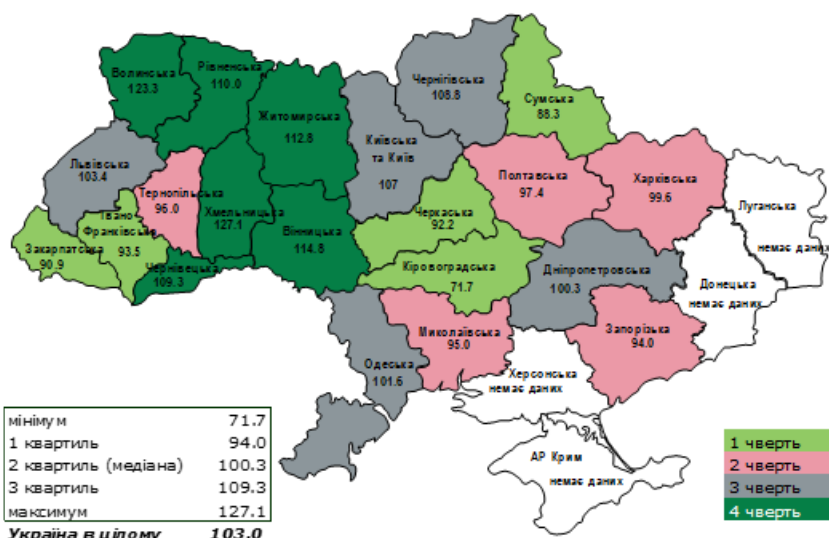 Волинська
123.3
Рівненська
110.0
Житомирська
112.8
Чернігівська
108.8
Сумська
88.3
Київська
та Київ
107
Львівська
103.4
Тернопільська
96.0
Хмельницька
127.1
Вінницька
114.8
Черкаська
92.2
Полтавська
97.4
Харківська
99.6
Луганська
немає даних
Закарпатська
90.9
Івано
Франківська
93.5
Чернівецька
109.3
Кіровоградська
71.7
Дніпропетровська
100.3
Донецька
немає даних
Миколаївська
95.0
Запорізька
94.0
Одеська
101.6
Херсонська
немає даних
АР Крим
немає даних
мінімум 71.7
1 квартиль 94.0
2 квартиль (медіана) 100.3
3 квартиль 109.3
максимум 127.1
Україна в цілому 103.0
1 чверть
2 чверть
3 чверть
4 чверть